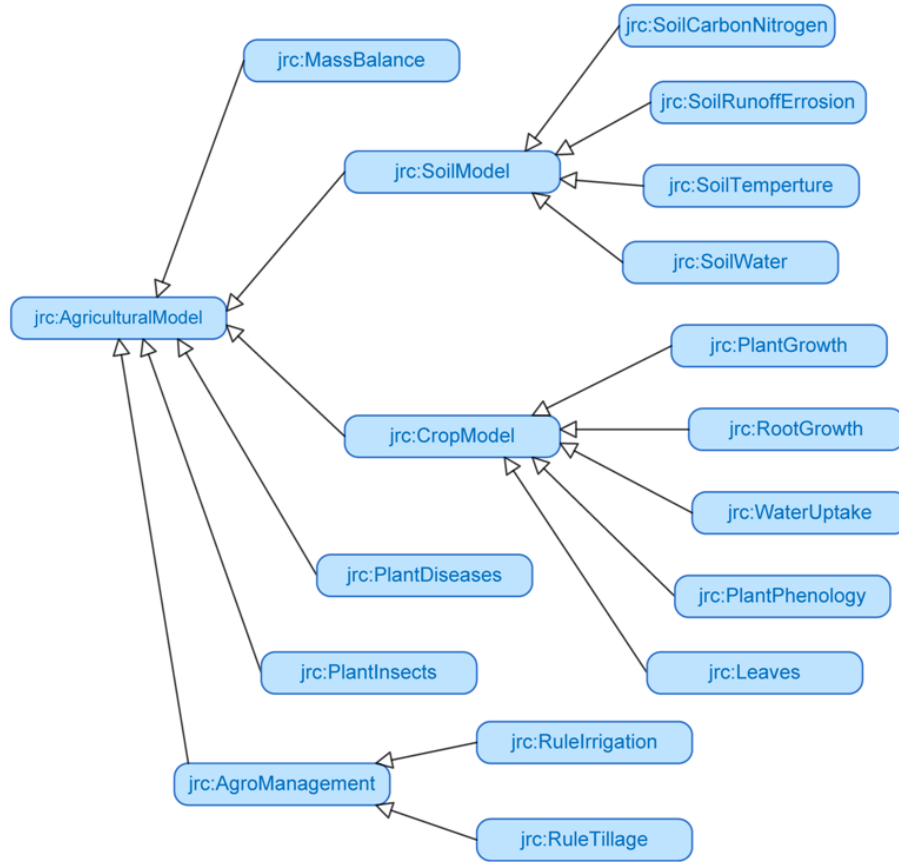 jrc:SoilCarbonNitrogen
jrc:MassBalance
jrc:SoilRunoffErrosion
jrc:SoilModel
jrc:SoilTemperture
jrc:SoilWater
jrc:AgriculturalModel
jrc:PlantGrowth
jrc:CropModel
jrc:RootGrowth
jrc:WaterUptake
jrc:PlantDiseases
jrc:PlantPhenology
jrc:PlantInsects
jrc:Leaves
jrc:RuleIrrigation
jrc:AgroManagement
jrc:RuleTillage